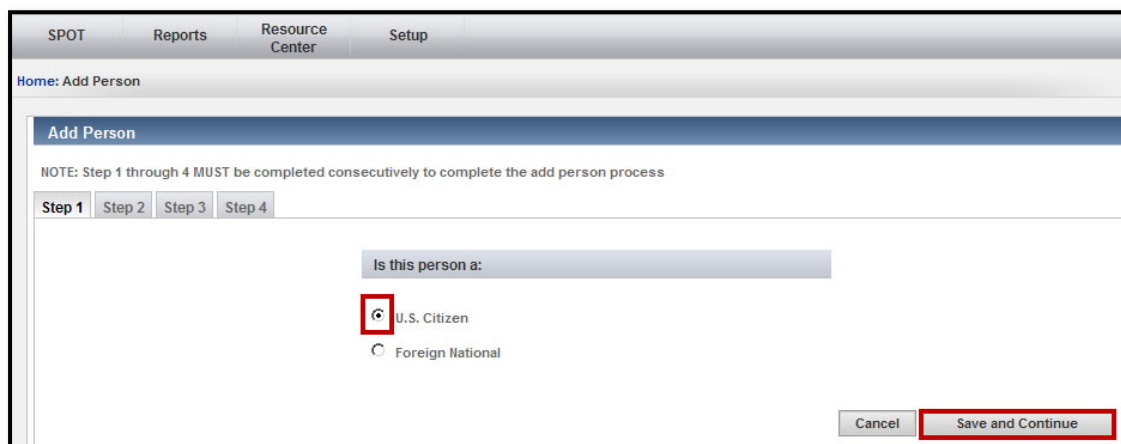 SPOT Reports Resource Center Setup
Home: Add Person
Add Person
NOTE: Step 1 through 4 MUST be completed consecutively to complete the add person process
Step 1 Step 2 Step 3 Step 4
Is this person a:
U.S. Citizen
Foreign National
Cancel Save and Continue